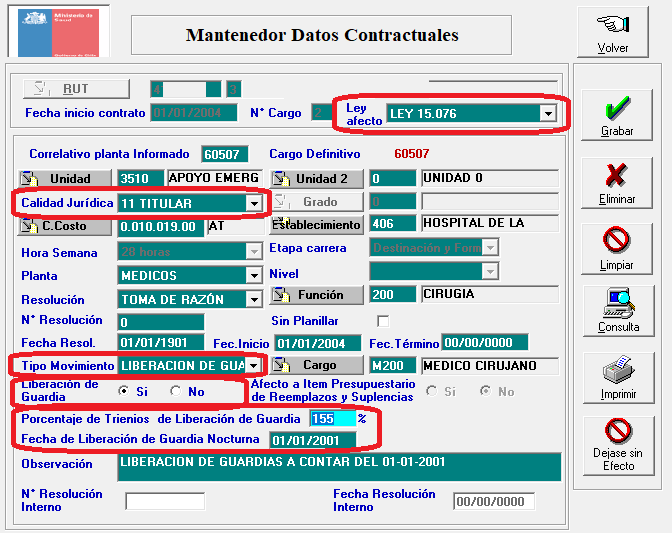 Ministerio de
Salud
Gobierno de Chile
Mantenedor Datos Contractuales
Volver
RUT 4 3
Fecha inicio contrato 01/01/2004 N° Cargo 2 Ley afecto LEY 15.076
Correlativo planta Informado 60507 Cargo Definitivo 60507
Unidad 3510 APOYO EMERG Unidad 2 0 UNIDAD 0
Calidad Jurídica 11 TITULAR Grado 0
C.Costo 0.010.019.00 AT Establecimiento 406 HOSPITAL DE LA
Hora Semana 28 horas Etapa carrera Destinación y Form
Planta MEDICOS Nivel
Resolución TOMA DE RAZÓN Función 200 CIRUGIA
N° Resolución 0 Sin Planillar
Fecha Resol. 01/01/1901 Fec.Inicio 01/01/2004 Fec.Término 00/00/0000
Tipo Movimiento LIBERACION DE GUA Cargo M200 MEDICO CIRUJANO
Liberación de Guardia Si No Afecto a Item Presupuestario de Reemplazos y Suplencias Si No
Porcentaje de Trienios de Liberación de Guardia 155 %
Fecha de Liberación de Guardia Nocturna 01/01/2001
Observación LIBERACION DE GUARDIAS A CONTAR DEL 01-01-2001
N° Resolución Interno Fecha Resolución Interno 00/00/0000
Grabar
Eliminar
Limpiar
Consulta
Imprimir
Dejase sin
Efecto